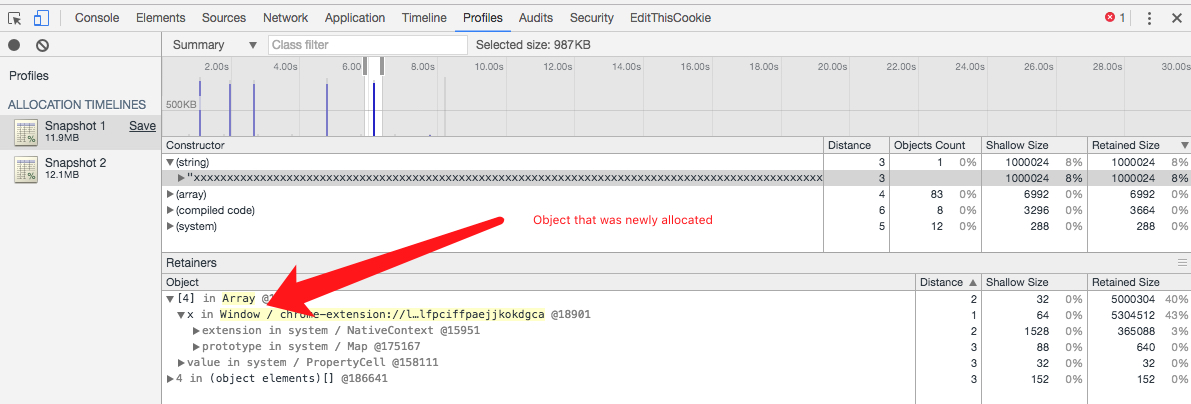 Console Elements Sources Network Application Timeline Profiles Audits Security EditThisCookie 1
Summary ▼ Class filter Selected size: 987KB
Profiles
ALLOCATION TIMELINES
Snapshot 1 Save
11.9MB
Snapshot 2
12.1MB
2.00s 4.00s 6.00 8.00s 10.00s 12.00s 14.00s 16.00s 18.00s 20.00s 22.00s 24.00s 26.00s 28.00s 30.00s
500KB
Constructor Distance Objects Count Shallow Size Retained Size ▼
▼(string) 3 1 0% 1000024 8% 1000024 8%
3 1000024 8% 1000024 8%
▶(array) 4 83 0% 6992 0% 6992 0%
▶(compiled code) 6 8 0% 3296 0% 3664 0%
▶(system) 5 12 0% 288 0% 288 0%
Object that was newly allocated
Retainers
Object Distance ▲ Shallow Size Retained Size
▼[4] in Array 2 32 0% 5000304 40%
▼x in Window / chrome-extension://l…lfpciffpaejjkokdgca @18901 1 64 0% 5304512 43%
▶extension in system / NativeContext @15951 2 1528 0% 365088 3%
▶prototype in system / Map @175167 3 88 0% 640 0%
▶value in system / PropertyCell @158111 3 32 0% 32 0%
▶4 in (object elements)[] @186641 3 152 0% 152 0%